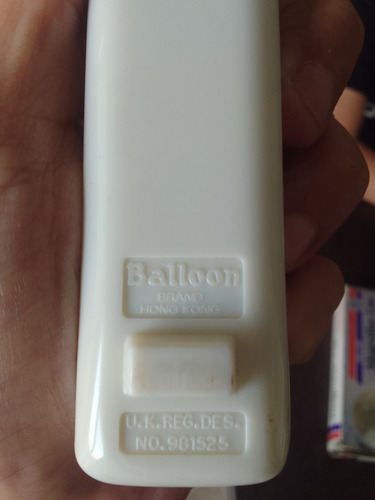 Balloon
BRAND
HONG KONG
U.K.REG.DES.
NO.981525